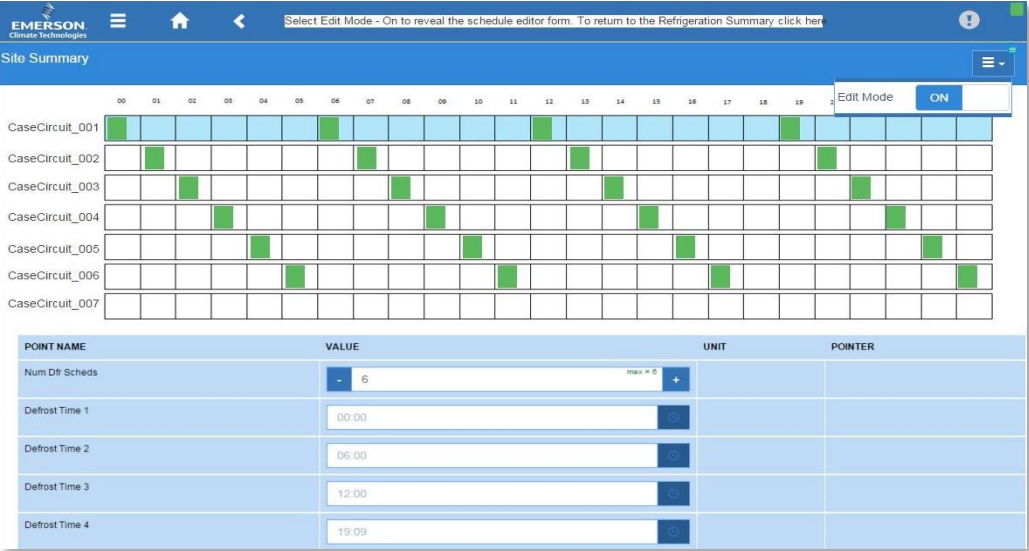 EMERSON
Climate Technologies
Select Edit Mode - On to reveal the schedule editor form. To return to the Refrigeration Summary click here
Site Summary
Edit Mode ON
00 01 02 03 04 05 06 07 08 09 10 11 12 13 14 15 16 17 18 19
CaseCircuit_001
CaseCircuit_002
CaseCircuit_003
CaseCircuit_004
CaseCircuit_005
CaseCircuit_006
CaseCircuit_007
POINT NAME VALUE UNIT POINTER
Num Dfr Scheds - 6 max = 6 +
Defrost Time 1 00:00
Defrost Time 2 06:00
Defrost Time 3 12:00
Defrost Time 4 19:09